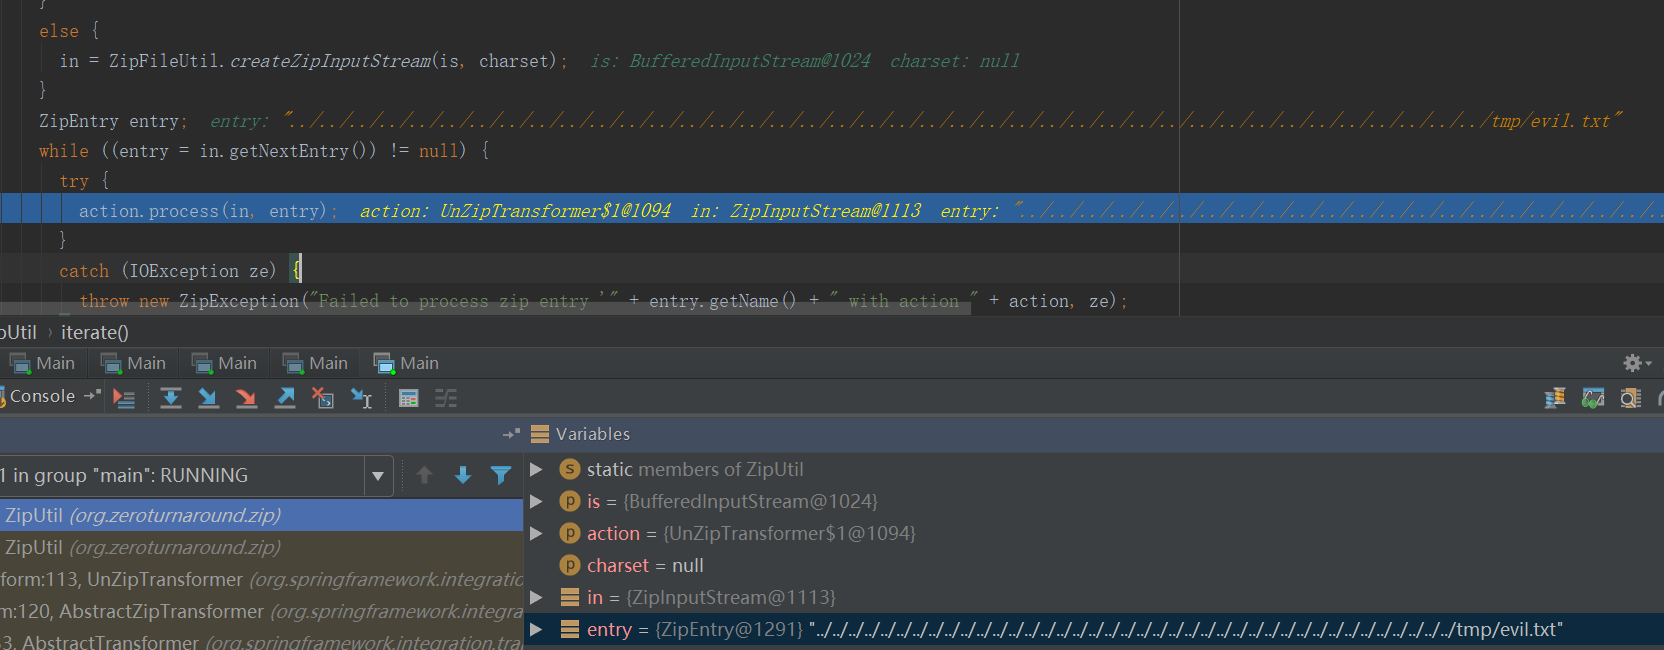 }
else {
in = ZipFileUtil.createZipInputStream(is, charset); is: BufferedInputStream@1024 charset: null
}
ZipEntry entry; entry: "../../../../../../../../../../../../../../../../../../../../../../../../../../../../../../../../../../../../../../../../tmp/evil.txt"
while ((entry = in.getNextEntry()) != null) {
try {
action.process(in, entry); action: UnZipTransformer$1@1094 in: ZipInputStream@1113 entry: "../../../../../../../../../../../../../../../../../../../../../..
}
catch (IOException ze) {
throw new ZipException("Failed to process zip entry '" + entry.getName() + " with action " + action, ze);
pUtil › iterate()
Main Main Main Main Main
Console
Variables
1 in group "main": RUNNING
static members of ZipUtil
is = {BufferedInputStream@1024}
ZipUtil (org.zeroturnaround.zip)
action = {UnZipTransformer$1@1094}
ZipUtil (org.zeroturnaround.zip)
charset = null
form:113, UnZipTransformer (org.springframework.integratio
in = {ZipInputStream@1113}
m:120, AbstractZipTransformer (org.springframework.integra
entry = {ZipEntry@1291} "../../../../../../../../../../../../../../../../../../../../../../../../../../../../../../../../../../../../../../../../tmp/evil.txt"
3, AbstractTransformer (org.springframework.integration.tra